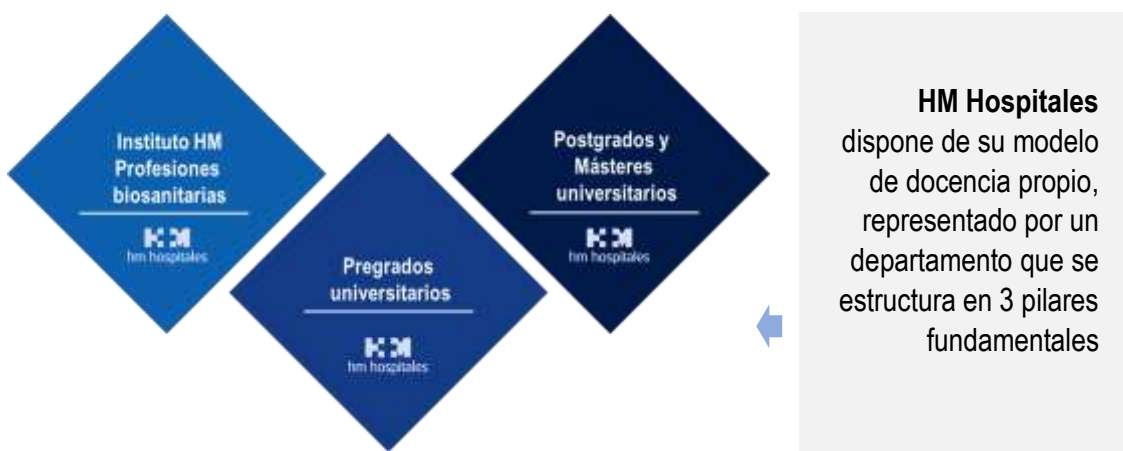 Instituto HM
Profesiones
biosanitarias
hm hospitales
Pregrados
universitarios
hm hospitales
Postgrados y
Másteres
universitarios
hm hospitales
HM Hospitales
dispone de su modelo
de docencia propio,
representado por un
departamento que se
estructura en 3 pilares
fundamentales